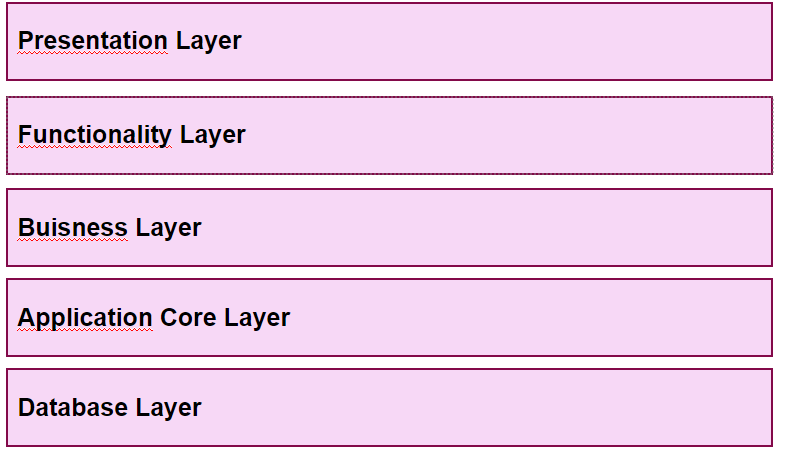 Presentation Layer
Functionality Layer
Buisness Layer
Application Core Layer
Database Layer